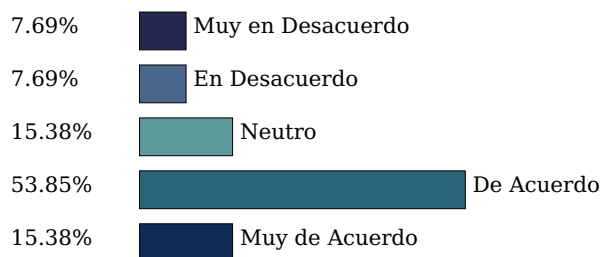 7.69% Muy en Desacuerdo
7.69% En Desacuerdo
15.38% Neutro
53.85% De Acuerdo
15.38% Muy de Acuerdo